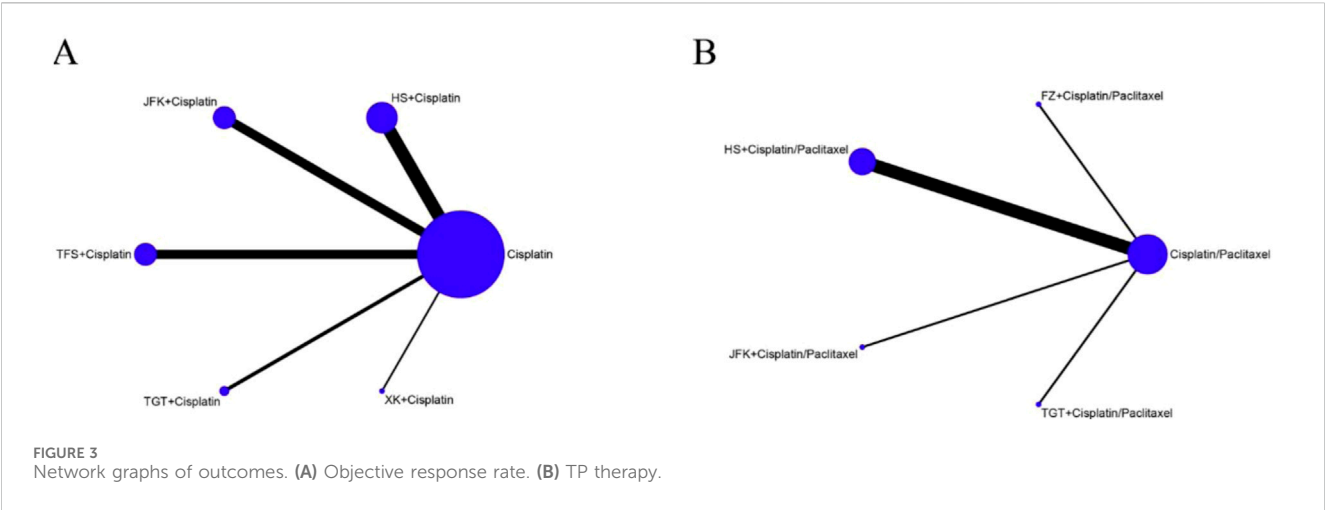 A
JFK+Cisplatin
HS+Cisplatin
TFS+Cisplatin
Cisplatin
TGT+Cisplatin
XK+Cisplatin
B
FZ+Cisplatin/Paclitaxel
HS+Cisplatin/Paclitaxel
Cisplatin/Paclitaxel
JFK+Cisplatin/Paclitaxel
TGT+Cisplatin/Paclitaxel
FIGURE 3
Network graphs of outcomes. (A) Objective response rate. (B) TP therapy.